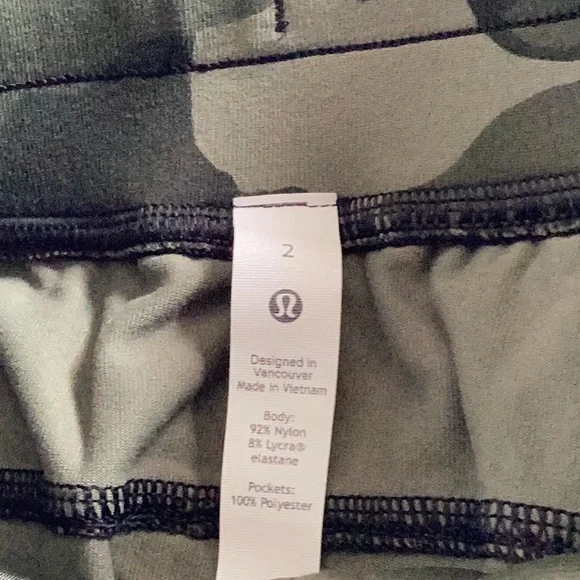 2
Designed in
Vancouver
Made in Vietnam
Body:
92% Nylon
8% Lycra®
elastane
Pockets:
100% Polyester